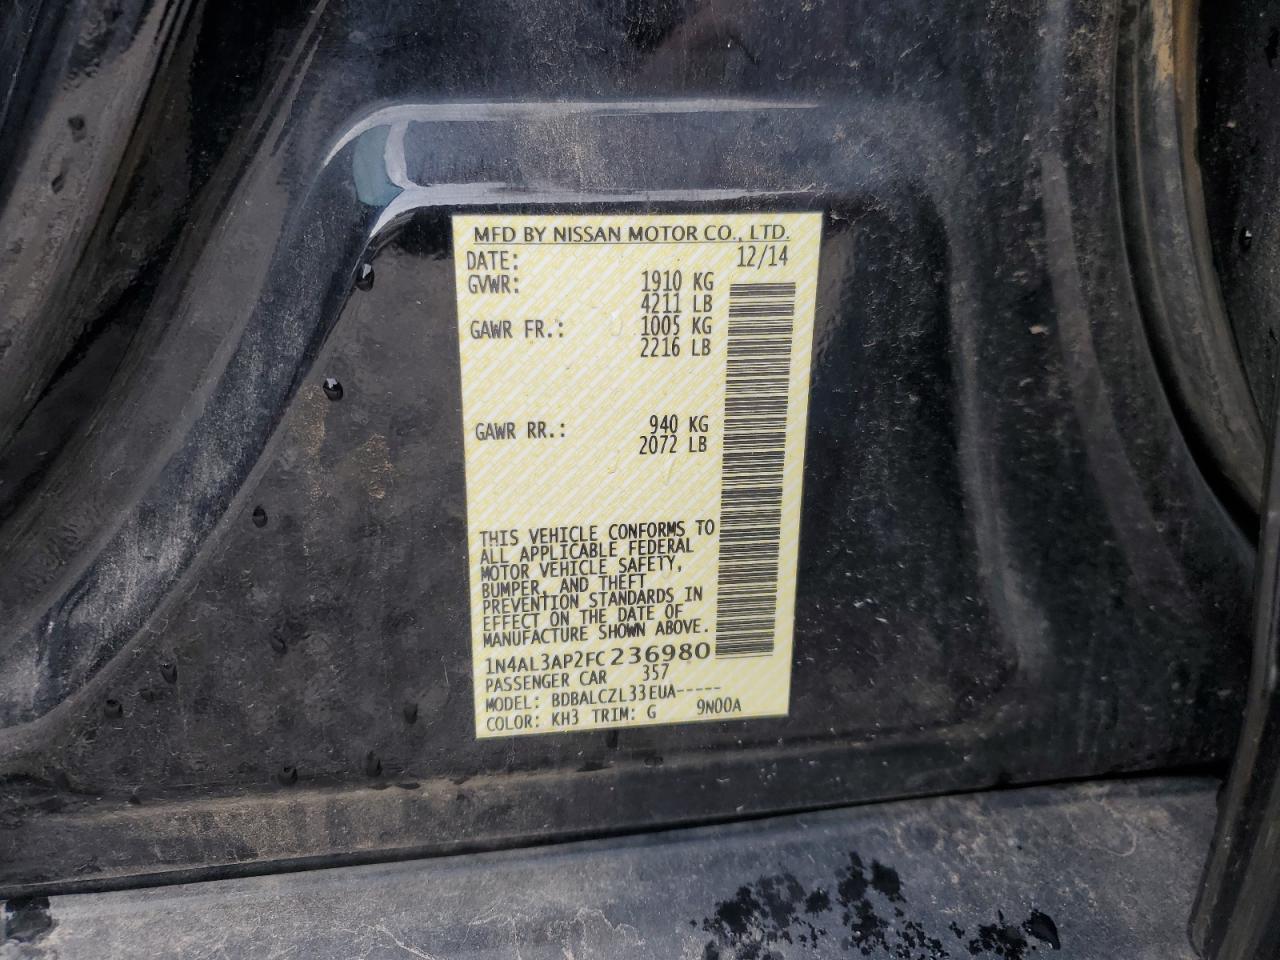 MFD BY NISSAN MOTOR CO., LTD.
DATE: 12/14
GVWR: 1910 KG
4211 LB
GAWR FR.: 1005 KG
2216 LB
GAWR RR.: 940 KG
2072 LB
THIS VEHICLE CONFORMS TO
ALL APPLICABLE FEDERAL
MOTOR VEHICLE SAFETY,
BUMPER, AND THEFT
PREVENTION STANDARDS IN
EFFECT ON THE DATE OF
MANUFACTURE SHOWN ABOVE.
1N4AL3AP2FC236980
PASSENGER CAR 357
MODEL: BDBALCZL33EUA-----
COLOR: KH3 TRIM: G 9N00A